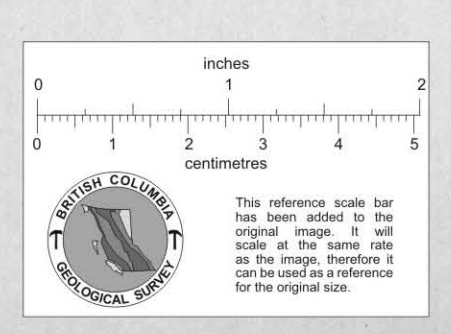 inches
0 1 2
0 1 2 3 4 5
centimetres
BRITISH COLUMBIA
GEOLOGICAL SURVEY
This reference scale bar
has been added to the
original image. It will
scale at the same rate
as the image, therefore it
can be used as a reference
for the original size.